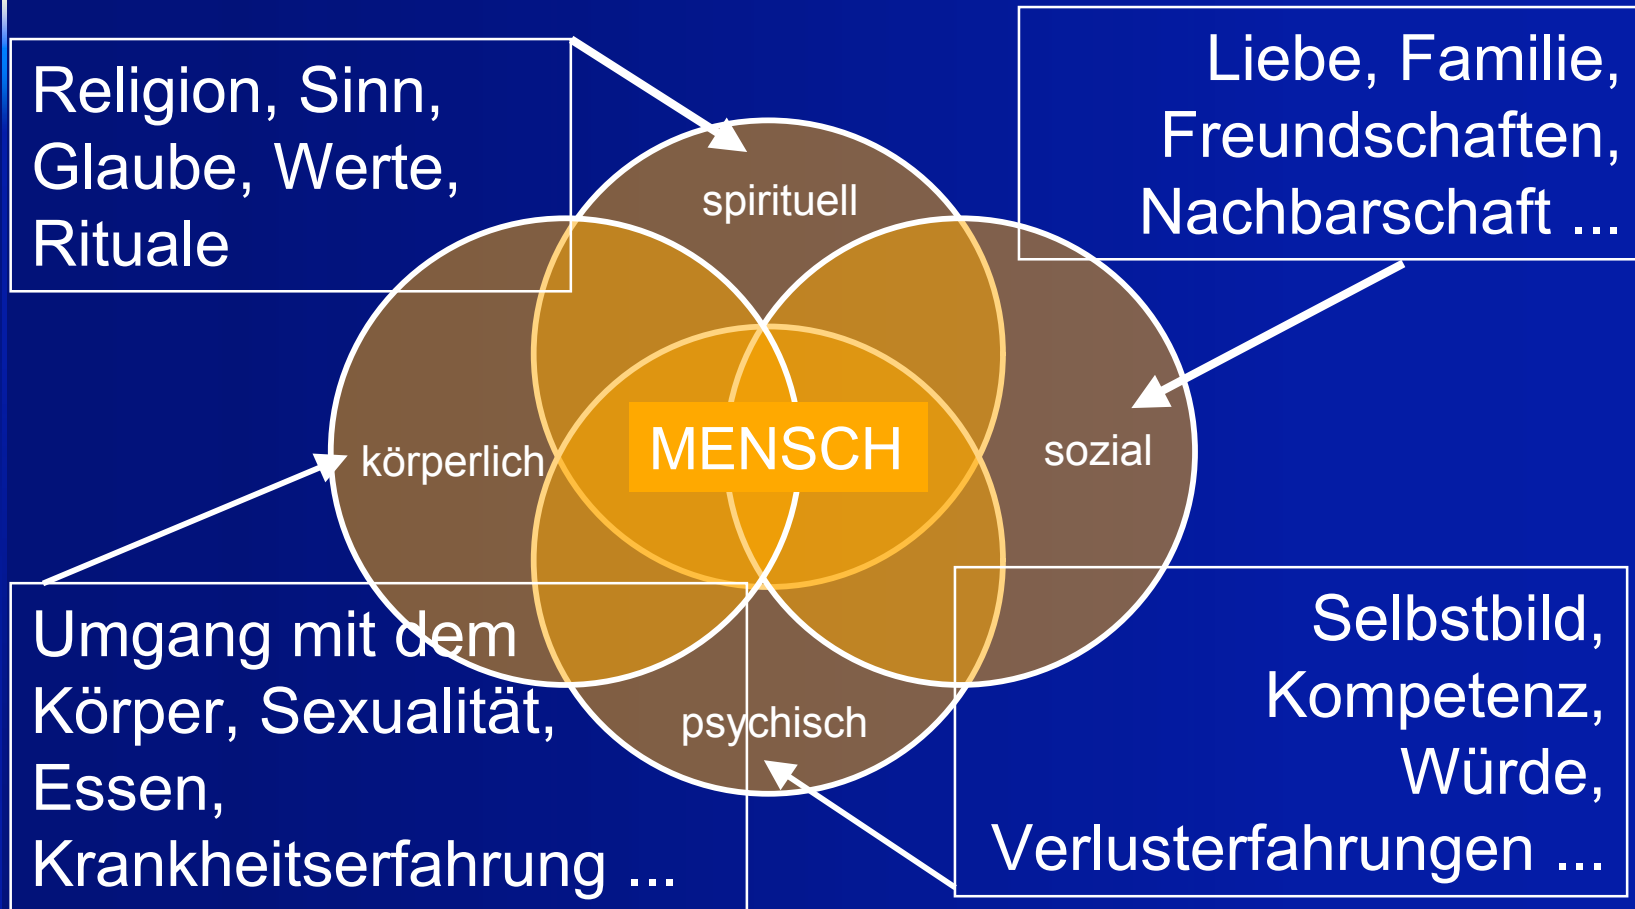 Religion, Sinn,
Glaube, Werte,
Rituale
Liebe, Familie,
Freundschaften,
Nachbarschaft ...
spirituell
körperlich
MENSCH
sozial
psychisch
Umgang mit dem
Körper, Sexualität,
Essen,
Krankheitserfahrung ...
Selbstbild,
Kompetenz,
Würde,
Verlusterfahrungen ...